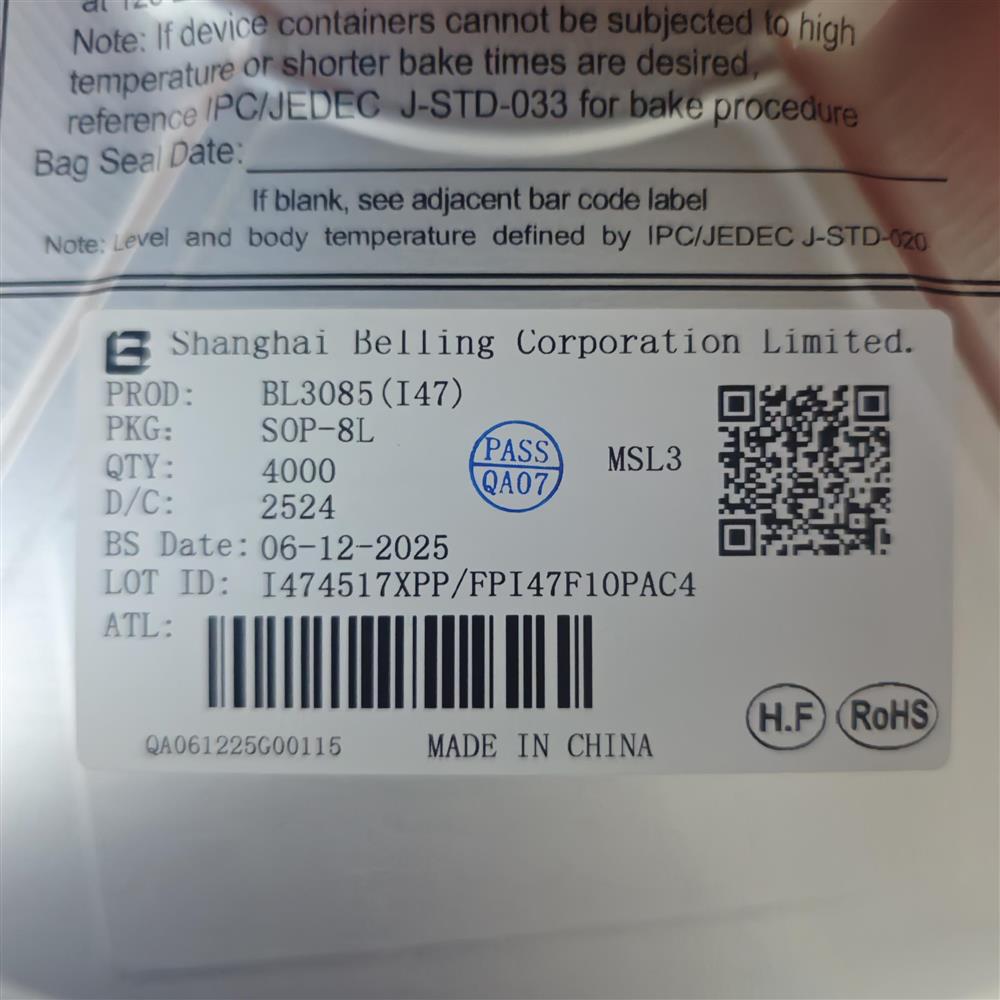 Note: If device containers cannot be subjected to high
temperature or shorter bake times are desired,
reference IPC/JEDEC J-STD-033 for bake procedure
Bag Seal Date:
If blank, see adjacent bar code label
Note: Level and body temperature defined by IPC/JEDEC J-STD-020
Shanghai Belling Corporation Limited.
PROD: BL3085(I47)
PKG: SOP-8L
QTY: 4000
D/C: 2524
PASS
QA07
MSL3
BS Date: 06-12-2025
LOT ID: I474517XPP/FPI47F10PAC4
ATL:
QA061225G00115
MADE IN CHINA
H.F
RoHS